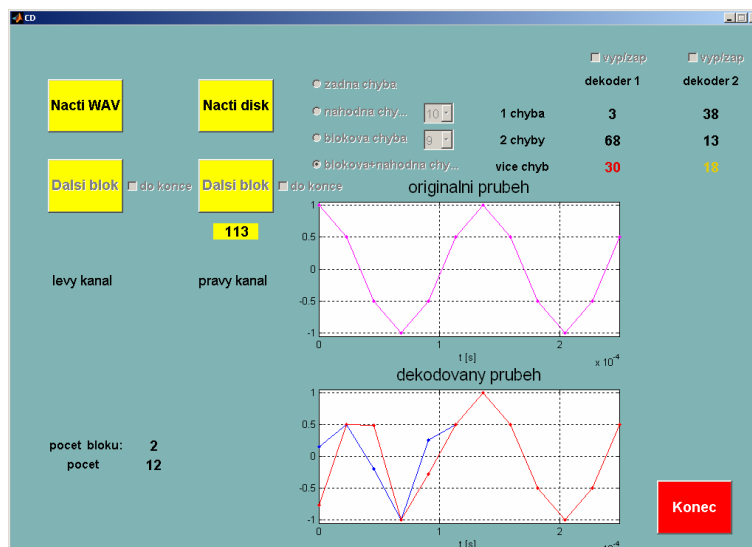 CD
vyp/zap vyp/zap
dekoder 1 dekoder 2
Nacti WAV Nacti disk
zadna chyba
nahodna chy... 10 1 chyba 3 38
blokova chyba 9 2 chyby 68 13
blokova+nahodna chy... vice chyb 30 18
Dalsi blok do konce Dalsi blok do konce
113
levy kanal pravy kanal
originalni prubeh
1
0.5
0
-0.5
-1
0 1 2
t [s] x 10-4
dekodovany prubeh
1
0.5
0
-0.5
-1
0 1 2
t [s] x 10-4
pocet bloku: 2
pocet 12
Konec